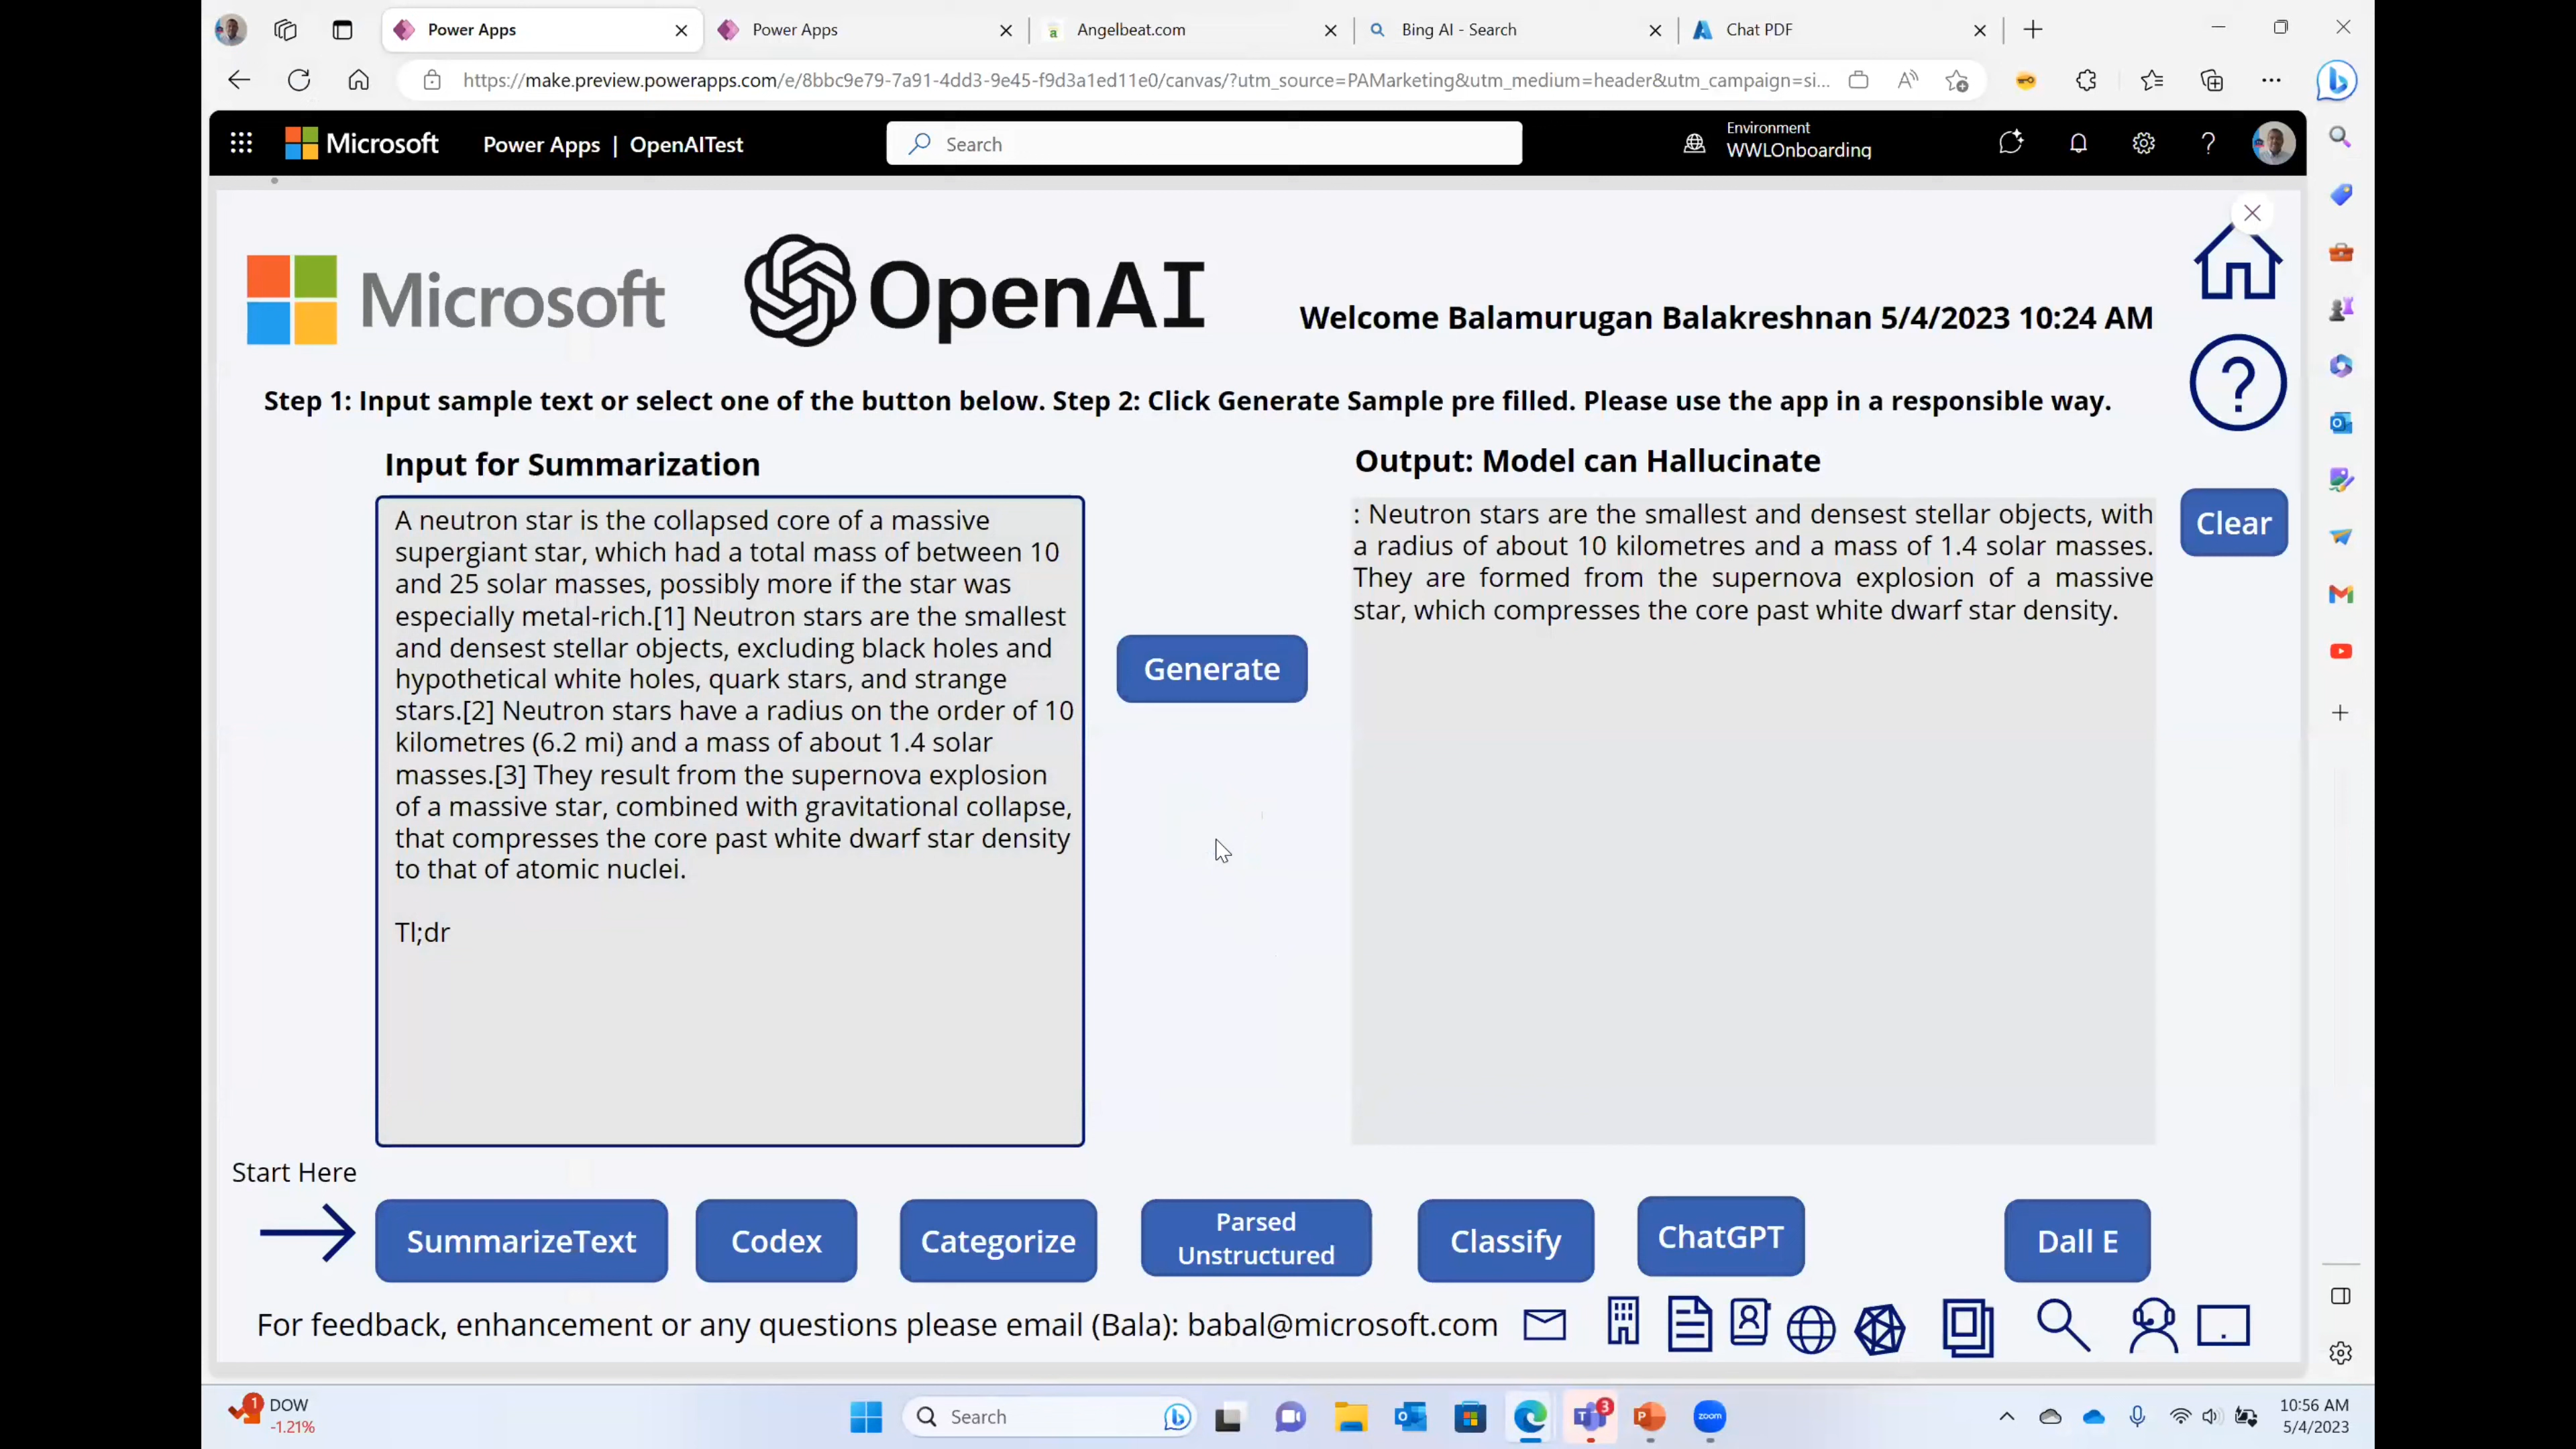 Power Apps
Power Apps
Angelbeat.com
Bing AI - Search
Chat PDF
https://make.preview.powerapps.com/e/8bbc9e79-7a91-4dd3-9e45-f9d3a1ed11e0/canvas/?utm_source=PAMarketing&utm_medium=header&utm_campaign=si...
Microsoft Power Apps | OpenAITest
Search
Environment
WWLOnboarding
Microsoft
OpenAI
Welcome Balamurugan Balakreshnan 5/4/2023 10:24 AM
Step 1: Input sample text or select one of the button below. Step 2: Click Generate Sample pre filled. Please use the app in a responsible way.
Input for Summarization
A neutron star is the collapsed core of a massive
supergiant star, which had a total mass of between 10
and 25 solar masses, possibly more if the star was
especially metal-rich.[1] Neutron stars are the smallest
and densest stellar objects, excluding black holes and
hypothetical white holes, quark stars, and strange
stars.[2] Neutron stars have a radius on the order of 10
kilometres (6.2 mi) and a mass of about 1.4 solar
masses.[3] They result from the supernova explosion
of a massive star, combined with gravitational collapse,
that compresses the core past white dwarf star density
to that of atomic nuclei.
Tl;dr
Generate
Output: Model can Hallucinate
: Neutron stars are the smallest and densest stellar objects, with
a radius of about 10 kilometres and a mass of 1.4 solar masses.
They are formed from the supernova explosion of a massive
star, which compresses the core past white dwarf star density.
Clear
Start Here
SummarizeText
Codex
Categorize
Parsed
Unstructured
Classify
ChatGPT
Dall E
For feedback, enhancement or any questions please email (Bala): babal@microsoft.com
1
DOW
-1.21%
Search
3
zoom
10:56 AM
5/4/2023